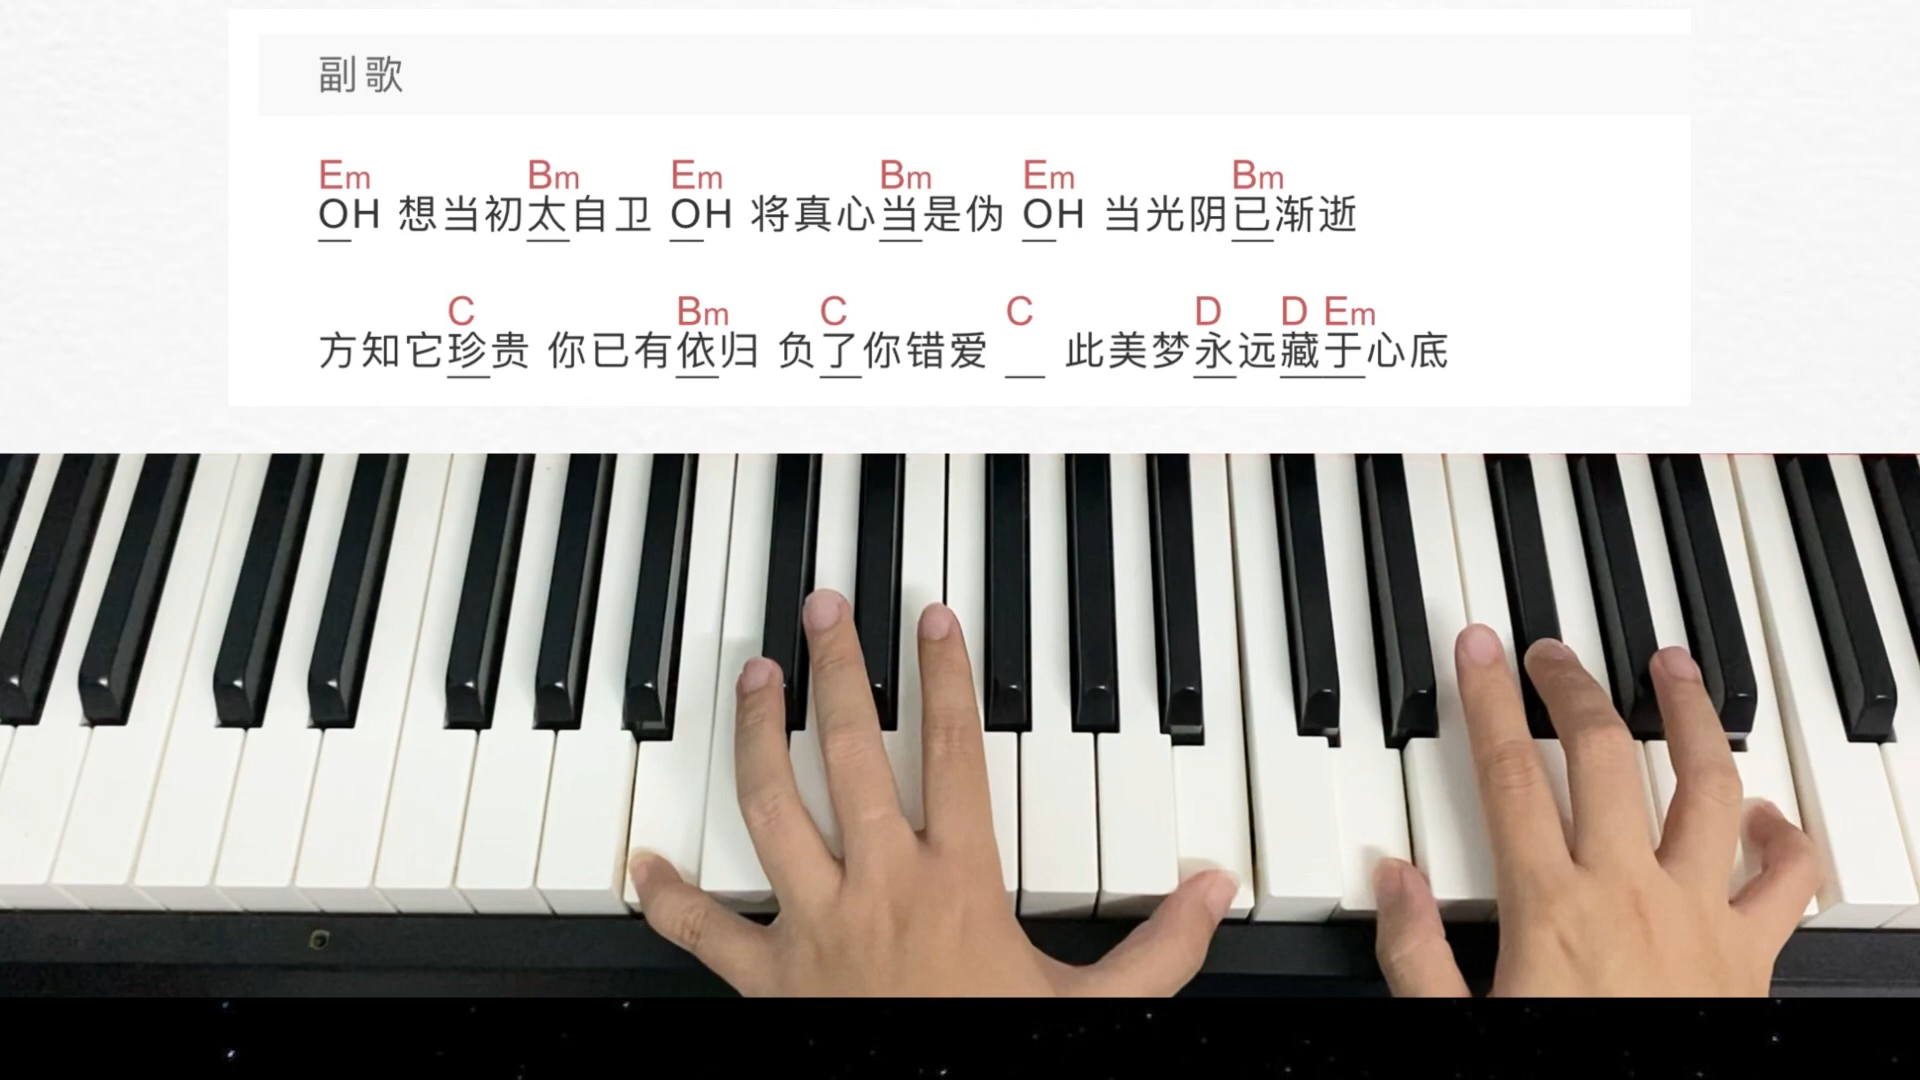 副歌
Em Bm Em Bm Em Bm
OH 想当初太自卫 OH 将真心当是伪 OH 当光阴已渐逝
C Bm C C D D Em
方知它珍贵 你已有依归 负了你错爱 此美梦永远藏于心底